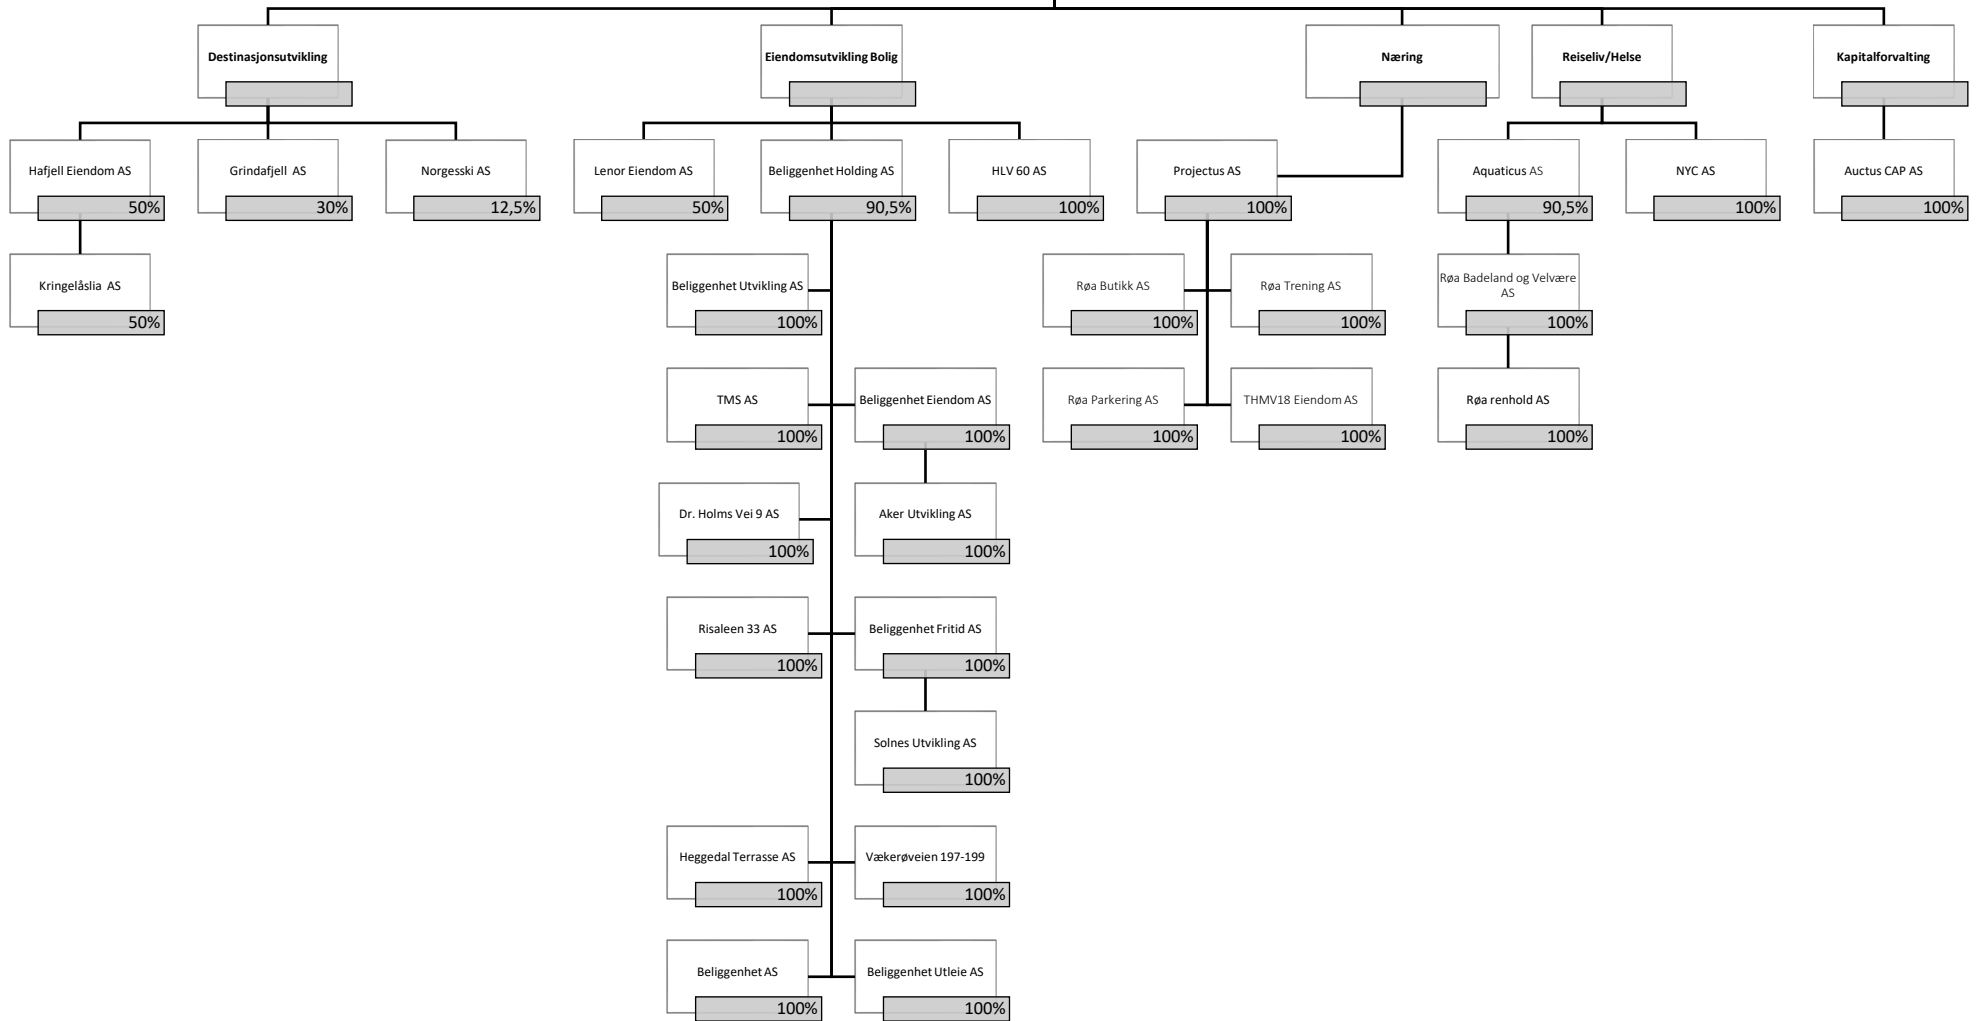 Destinasjonsutvikling
Eiendomsutvikling Bolig
Næring
Reiseliv/Helse
Kapitalforvalting
Hafjell Eiendom AS
50%
Grindafjell AS
30%
Norgesski AS
12,5%
Lenor Eiendom AS
50%
Beliggenhet Holding AS
90,5%
HLV 60 AS
100%
Projectus AS
100%
Aquaticus AS
90,5%
NYC AS
100%
Auctus CAP AS
100%
Kringelåslia AS
50%
Beliggenhet Utvikling AS
100%
Røa Butikk AS
100%
Røa Trening AS
100%
Røa Badeland og Velvære
AS
100%
TMS AS
100%
Beliggenhet Eiendom AS
100%
Røa Parkering AS
100%
THMV18 Eiendom AS
100%
Røa renhold AS
100%
Dr. Holms Vei 9 AS
100%
Aker Utvikling AS
100%
Risaleen 33 AS
100%
Beliggenhet Fritid AS
100%
Solnes Utvikling AS
100%
Heggedal Terrasse AS
100%
Vækerøveien 197-199
100%
Beliggenhet AS
100%
Beliggenhet Utleie AS
100%